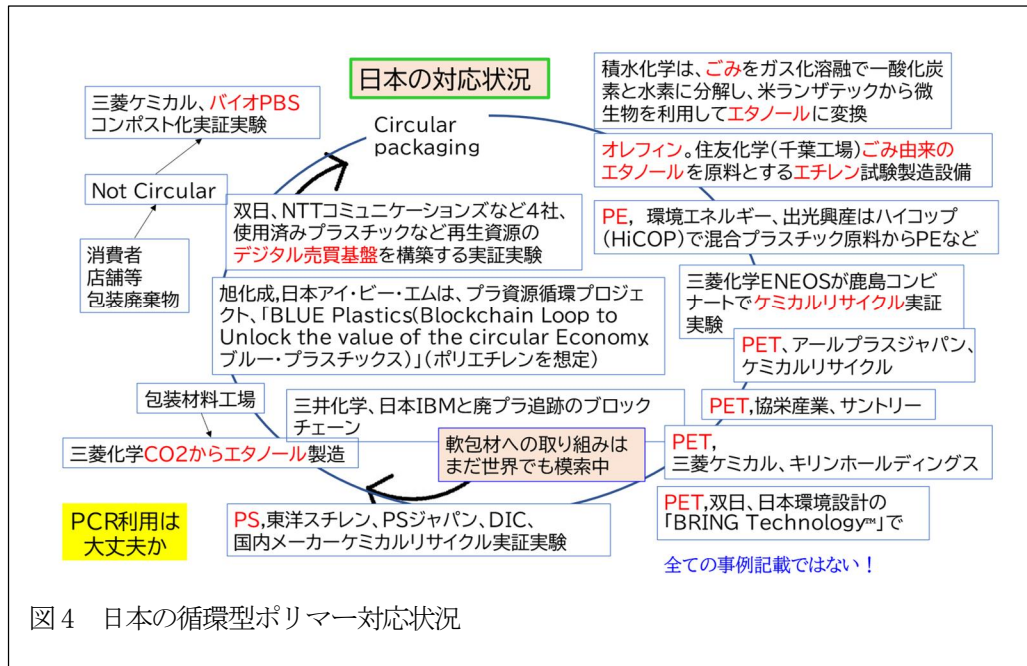 日本の対応状況
三菱ケミカル、バイオPBS
コンポスト化実証実験
Not Circular
消費者
店舗等
包装廃棄物
Circular
packaging
積水化学は、ごみをガス化溶融で一酸化炭
素と水素に分解し、米ランザテックから微
生物を利用してエタノールに変換
オレフィン。住友化学(千葉工場)ごみ由来の
エタノールを原料とするエチレン試験製造設備
双日、NTTコミュニケーションズなど4社、
使用済みプラスチックなど再生資源の
デジタル売買基盤を構築する実証実験
PE, 環境エネルギー、出光興産はハイコップ
(HiCOP)で混合プラスチック原料からPEなど
旭化成,日本アイ・ビー・エムは、プラ資源循環プロジェ
クト、「BLUE Plastics(Blockchain Loop to
Unlock the value of the circular Economy
ブルー・プラスチックス)」(ポリエチレンを想定)
三菱化学ENEOSが鹿島コンビ
ナートでケミカルリサイクル実証
実験
PET、アールプラスジャパン、
ケミカルリサイクル
包装材料工場
三井化学、日本IBMと廃プラ追跡のブロック
チェーン
PET,協栄産業、サントリー
三菱化学CO2からエタノール製造
軟包材への取り組みは
まだ世界でも模索中
PET,
三菱ケミカル、キリンホールディングス
PCR利用は
大丈夫か
PS,東洋スチレン、PSジャパン、DIC、
国内メーカーケミカルリサイクル実証実験
PET,双日、日本環境設計の
「BRING Technology™」で
全ての事例記載ではない！
図４　日本の循環型ポリマー対応状況